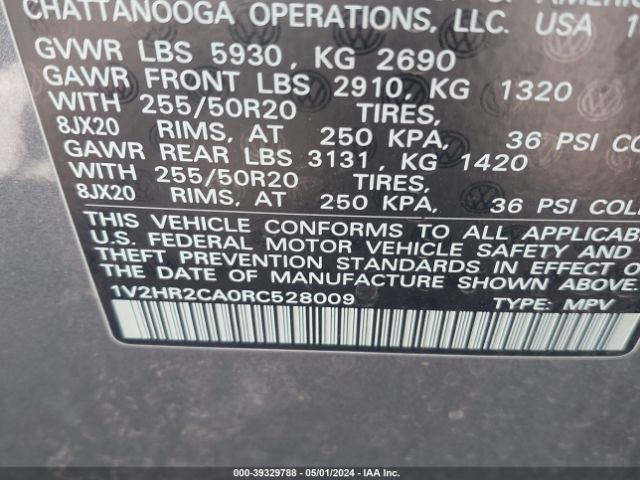 CHATTANOOGA OPERATIONS, LLC. USA
GVWR LBS 5930, KG 2690
GAWR FRONT LBS 2910, KG 1320
WITH 255/50R20 TIRES,
8JX20 RIMS, AT 250 KPA, 36 PSI COL
GAWR REAR LBS 3131, KG 1420
WITH 255/50R20 TIRES,
8JX20 RIMS, AT 250 KPA, 36 PSI COL
THIS VEHICLE CONFORMS TO ALL APPLICAB
U.S. FEDERAL MOTOR VEHICLE SAFETY AND
THEFT PREVENTION STANDARDS IN EFFECT O
THE DATE OF MANUFACTURE SHOWN ABOVE.
1V2HR2CA0RC528009 TYPE: MPV
000-39329788 - 05/01/2024 - IAA Inc.